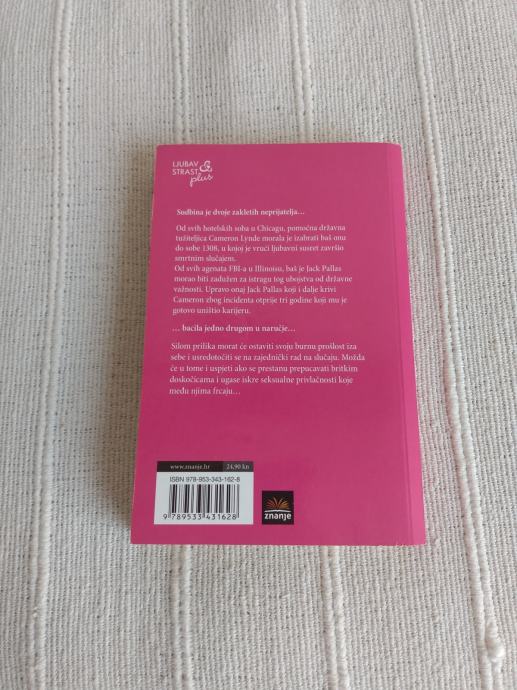 LJUBAV
STRAST & plus
Sudbina je dvoje zakletih neprijatelja…
Od svih hotelskih soba u Chicagu, pomoćna državna
tužiteljica Cameron Lynde morala je izabrati baš onu
do sobe 1308, u kojoj je vrući ljubavni susret završio
smrtnim slučajem.
Od svih agenata FBI-a u Illinoisu, baš je Jack Pallas
morao biti zadužen za istragu tog ubojstva od državne
važnosti. Upravo onaj Jack Pallas koji i dalje krivi
Cameron zbog incidenta otprije tri godine koji mu je
gotovo uništio karijeru.
… bacila jedno drugom u naručje…
Silom prilika morat će ostaviti svoju burnu prošlost iza
sebe i usredotočiti se na zajednički rad na slučaju. Možda
će u tome i uspjeti ako se prestanu prepucavati britkim
doskočicama i ugase iskre seksualne privlačnosti koje
među njima frcaju…
www.znanje.hr 24,90 kn
ISBN 978-953-343-162-8
9 789533 431628
znanje